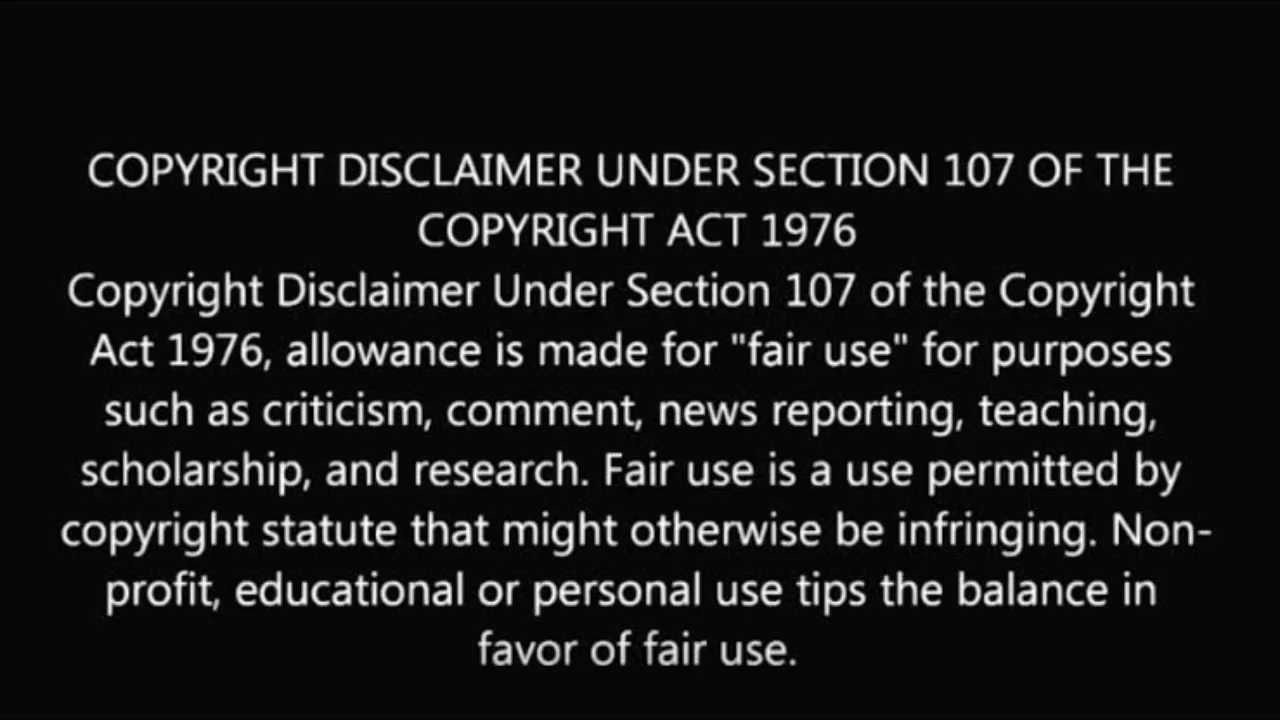 COPYRIGHT DISCLAIMER UNDER SECTION 107 OF THE
COPYRIGHT ACT 1976
Copyright Disclaimer Under Section 107 of the Copyright
Act 1976, allowance is made for "fair use" for purposes
such as criticism, comment, news reporting, teaching,
scholarship, and research. Fair use is a use permitted by
copyright statute that might otherwise be infringing. Non-
profit, educational or personal use tips the balance in
favor of fair use.